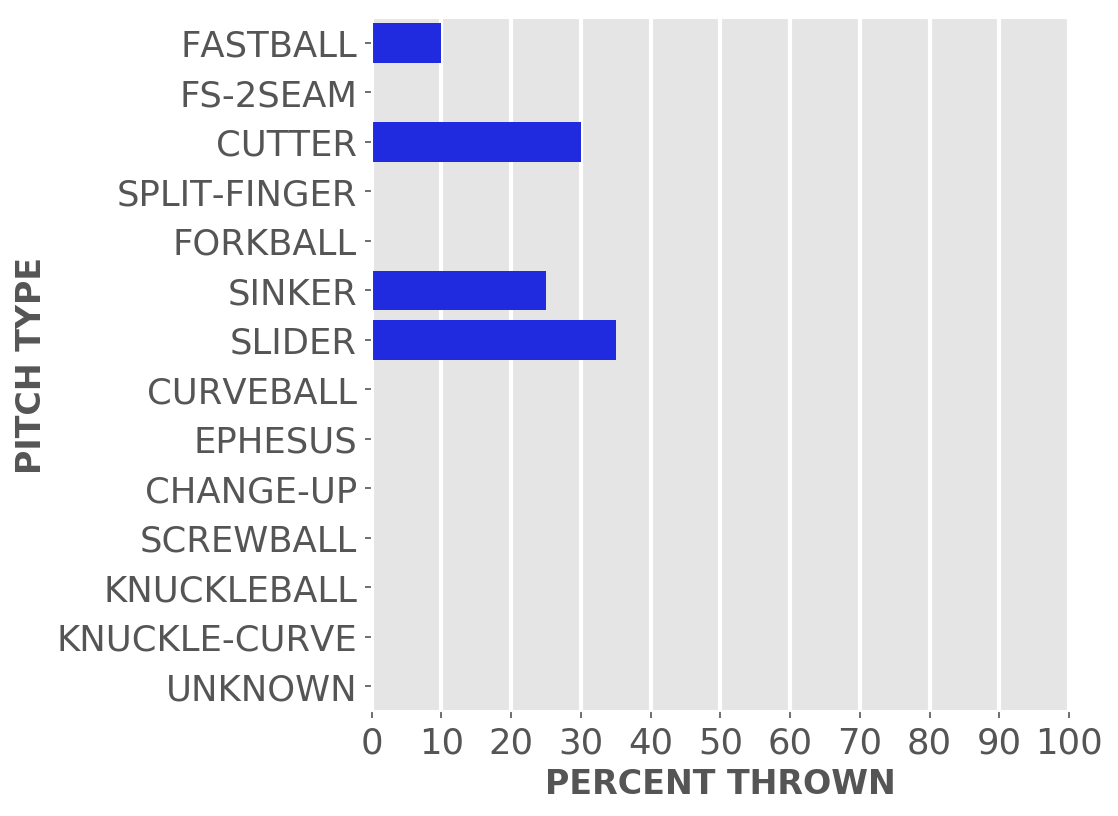 FASTBALL
FS-2SEAM
CUTTER
SPLIT-FINGER
FORKBALL
SINKER
SLIDER
CURVEBALL
EPHESUS
CHANGE-UP
SCREWBALL
KNUCKLEBALL
KNUCKLE-CURVE
UNKNOWN
PITCH TYPE
0 10 20 30 40 50 60 70 80 90 100
PERCENT THROWN